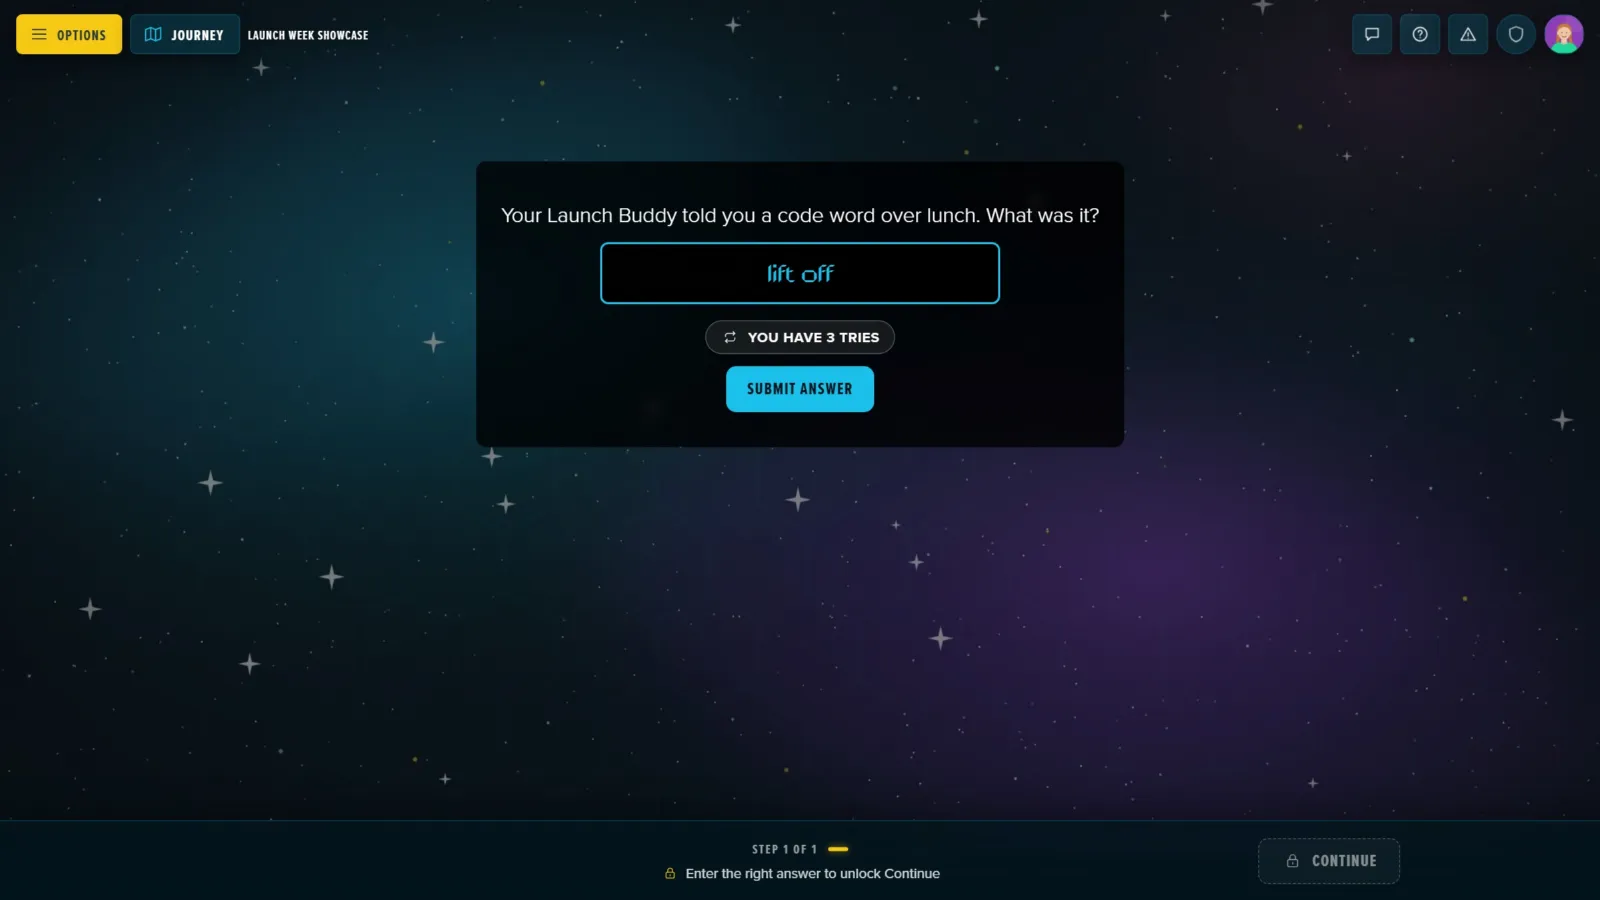 OPTIONS
JOURNEY
LAUNCH WEEK SHOWCASE
Your Launch Buddy told you a code word over lunch. What was it?
lift off
YOU HAVE 3 TRIES
SUBMIT ANSWER
STEP 1 OF 1
Enter the right answer to unlock Continue
CONTINUE